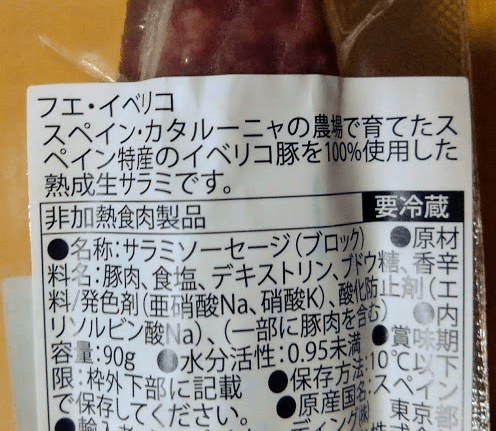 フエ・イベリコ
スペイン・カタルーニャの農場で育てたス
ペイン特産のイベリコ豚を100%使用した
熟成生サラミです。
非加熱食肉製品 要冷蔵
●名称:サラミソーセージ(ブロック) ●原材
料名:豚肉、食塩、デキストリン、ブドウ糖、香辛
料/発色剤(亜硝酸Na、硝酸K)、酸化防止剤(エ
リソルビン酸Na)、(一部に豚肉を含む) ●内
容量:90g ●水分活性:0.95未満 ●賞味期
限:枠外下部に記載 ●保存方法:10℃以下
で保存してください。 ●原産国名:スペイン